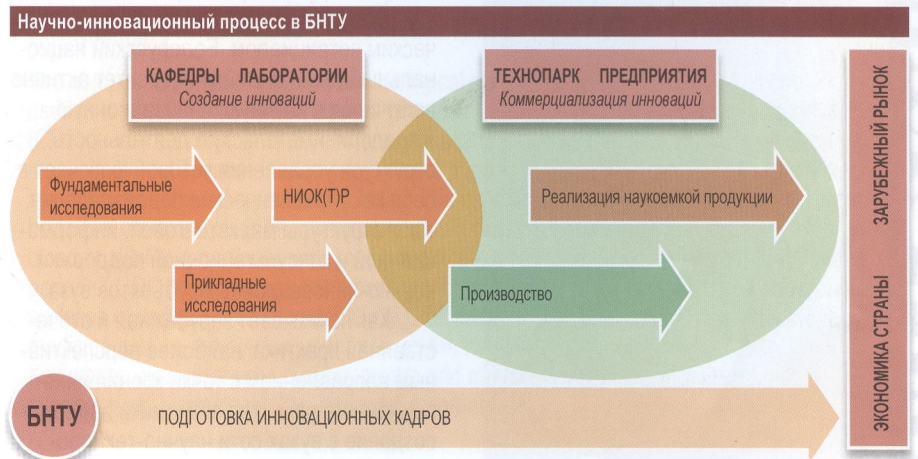 Научно-инновационный процесс в БНТУ
КАФЕДРЫ ЛАБОРАТОРИИ
Создание инноваций
ТЕХНОПАРК ПРЕДПРИЯТИЯ
Коммерциализация инноваций
Фундаментальные
исследования
НИОК(Т)Р
Реализация наукоемкой продукции
Прикладные
исследования
Производство
ЗАРУБЕЖНЫЙ РЫНОК
ЭКОНОМИКА СТРАНЫ
БНТУ
ПОДГОТОВКА ИННОВАЦИОННЫХ КАДРОВ